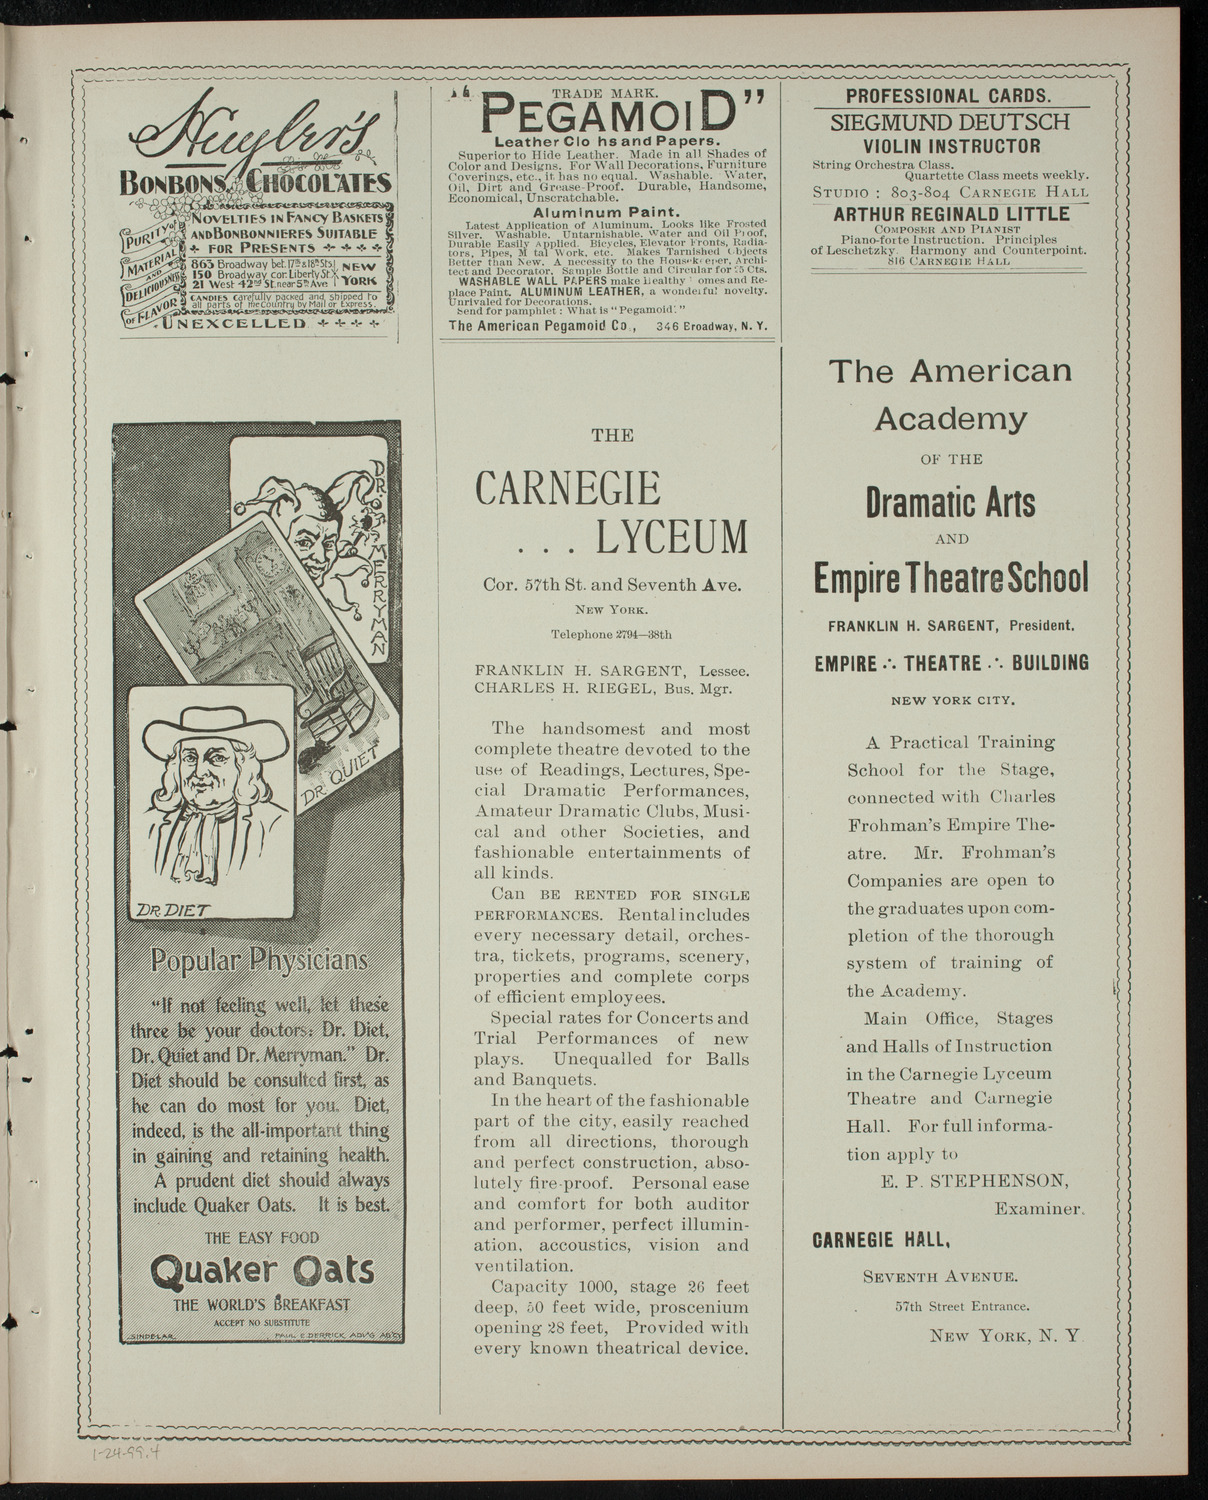 Huyler's
BONBONS, CHOCOLATES
NOVELTIES IN FANCY BASKETS
AND BONBONNIERES SUITABLE
FOR PRESENTS
PURITY OF
MATERIAL
AND
DELICIOUSNESS
OF FLAVOR
863 Broadway bet. 17th & 18th Sts.
150 Broadway cor. Liberty St.
21 West 42nd St. near 5th Ave
NEW
YORK
CANDIES carefully packed and shipped to
all parts of the Country by Mail or Express.
UNEXCELLED
DR. MERRYMAN
DR. QUIET
DR DIET
Popular Physicians
"If not feeling well, let these
three be your doctors: Dr. Diet,
Dr. Quiet and Dr. Merryman." Dr.
Diet should be consulted first, as
he can do most for you. Diet,
indeed, is the all-important thing
in gaining and retaining health.
A prudent diet should always
include Quaker Oats. It is best.
THE EASY FOOD
Quaker Oats
THE WORLD'S BREAKFAST
ACCEPT NO SUBSTITUTE
SINDELAR
PAUL E DERRICK ADV'G AG'CY
1-24-99.4
TRADE MARK.
"PEGAMOID"
Leather Clo hs and Papers.
Superior to Hide Leather. Made in all Shades of
Color and Designs. For Wall Decorations, Furniture
Coverings, etc., it has no equal. Washable. Water,
Oil, Dirt and Grease-Proof. Durable, Handsome,
Economical, Unscratchable.
Aluminum Paint.
Latest Application of Aluminum. Looks like Frosted
Silver. Washable. Untarnishable. Water and Oil Proof,
Durable Easily Applied. Bicycles, Elevator Fronts, Radia-
tors, Pipes, M tal Work, etc. Makes Tarnished Objects
Better than New. A necessity to the Housekeeper, Archi-
tect and Decorator. Sample Bottle and Circular for 25 Cts.
WASHABLE WALL PAPERS make Healthy omes and Re-
place Paint. ALUMINUM LEATHER, a wonderful novelty.
Unrivaled for Decorations.
Send for pamphlet: What is "Pegamoid."
The American Pegamoid Co., 346 Broadway, N. Y.
THE
CARNEGIE
... LYCEUM
Cor. 57th St. and Seventh Ave.
NEW YORK.
Telephone 2794—38th
FRANKLIN H. SARGENT, Lessee.
CHARLES H. RIEGEL, Bus. Mgr.
The handsomest and most
complete theatre devoted to the
use of Readings, Lectures, Spe-
cial Dramatic Performances,
Amateur Dramatic Clubs, Musi-
cal and other Societies, and
fashionable entertainments of
all kinds.
Can BE RENTED FOR SINGLE
PERFORMANCES. Rental includes
every necessary detail, orches-
tra, tickets, programs, scenery,
properties and complete corps
of efficient employees.
Special rates for Concerts and
Trial Performances of new
plays. Unequalled for Balls
and Banquets.
In the heart of the fashionable
part of the city, easily reached
from all directions, thorough
and perfect construction, abso-
lutely fire-proof. Personal ease
and comfort for both auditor
and performer, perfect illumin-
ation, accoustics, vision and
ventilation.
Capacity 1000, stage 26 feet
deep, 50 feet wide, proscenium
opening 28 feet, Provided with
every known theatrical device.
PROFESSIONAL CARDS.
SIEGMUND DEUTSCH
VIOLIN INSTRUCTOR
String Orchestra Class.
Quartette Class meets weekly.
STUDIO: 803-804 CARNEGIE HALL
ARTHUR REGINALD LITTLE
COMPOSER AND PIANIST
Piano-forte Instruction. Principles
of Leschetzky. Harmony and Counterpoint.
816 CARNEGIE HALL
The American
Academy
OF THE
Dramatic Arts
AND
Empire Theatre School
FRANKLIN H. SARGENT, President.
EMPIRE ∴ THEATRE ∴ BUILDING
NEW YORK CITY.
A Practical Training
School for the Stage,
connected with Charles
Frohman's Empire The-
atre. Mr. Frohman's
Companies are open to
the graduates upon com-
pletion of the thorough
system of training of
the Academy.
Main Office, Stages
and Halls of Instruction
in the Carnegie Lyceum
Theatre and Carnegie
Hall. For full informa-
tion apply to
E. P. STEPHENSON,
Examiner.
CARNEGIE HALL,
SEVENTH AVENUE.
57th Street Entrance.
NEW YORK, N. Y